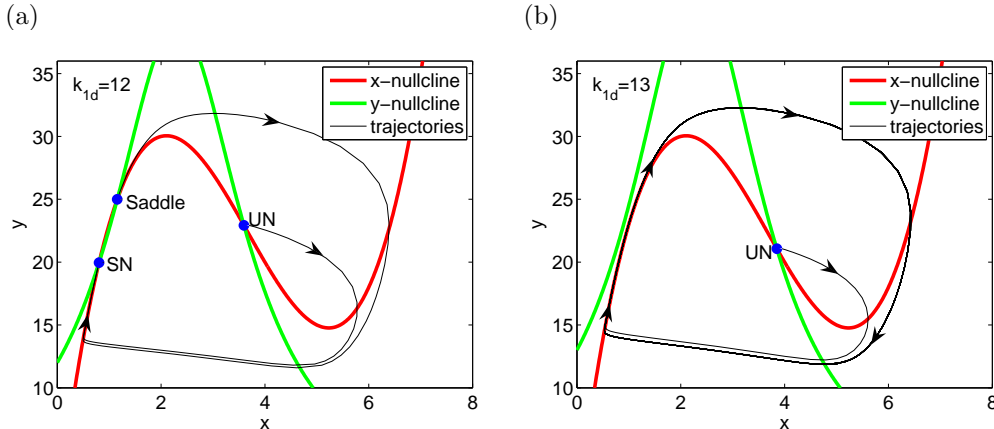 (a)
k1d=12
x−nullcline
y−nullcline
trajectories
Saddle
SN
UN
35
30
25
20
15
10
y
0
2
4
6
8
x
(b)
k1d=13
x−nullcline
y−nullcline
trajectories
UN
35
30
25
20
15
10
y
0
2
4
6
8
x